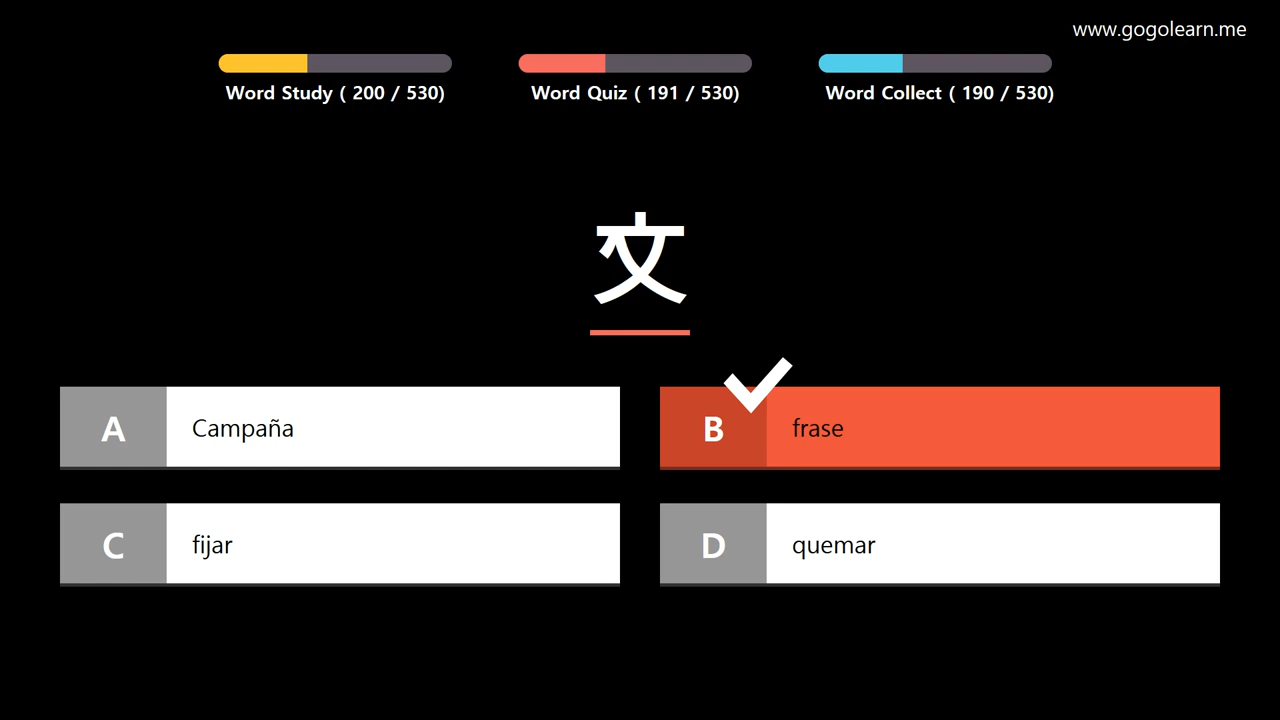 www.gogolearn.me
Word Study ( 200 / 530)
Word Quiz ( 191 / 530)
Word Collect ( 190 / 530)
文
A
Campaña
B
frase
C
fijar
D
quemar